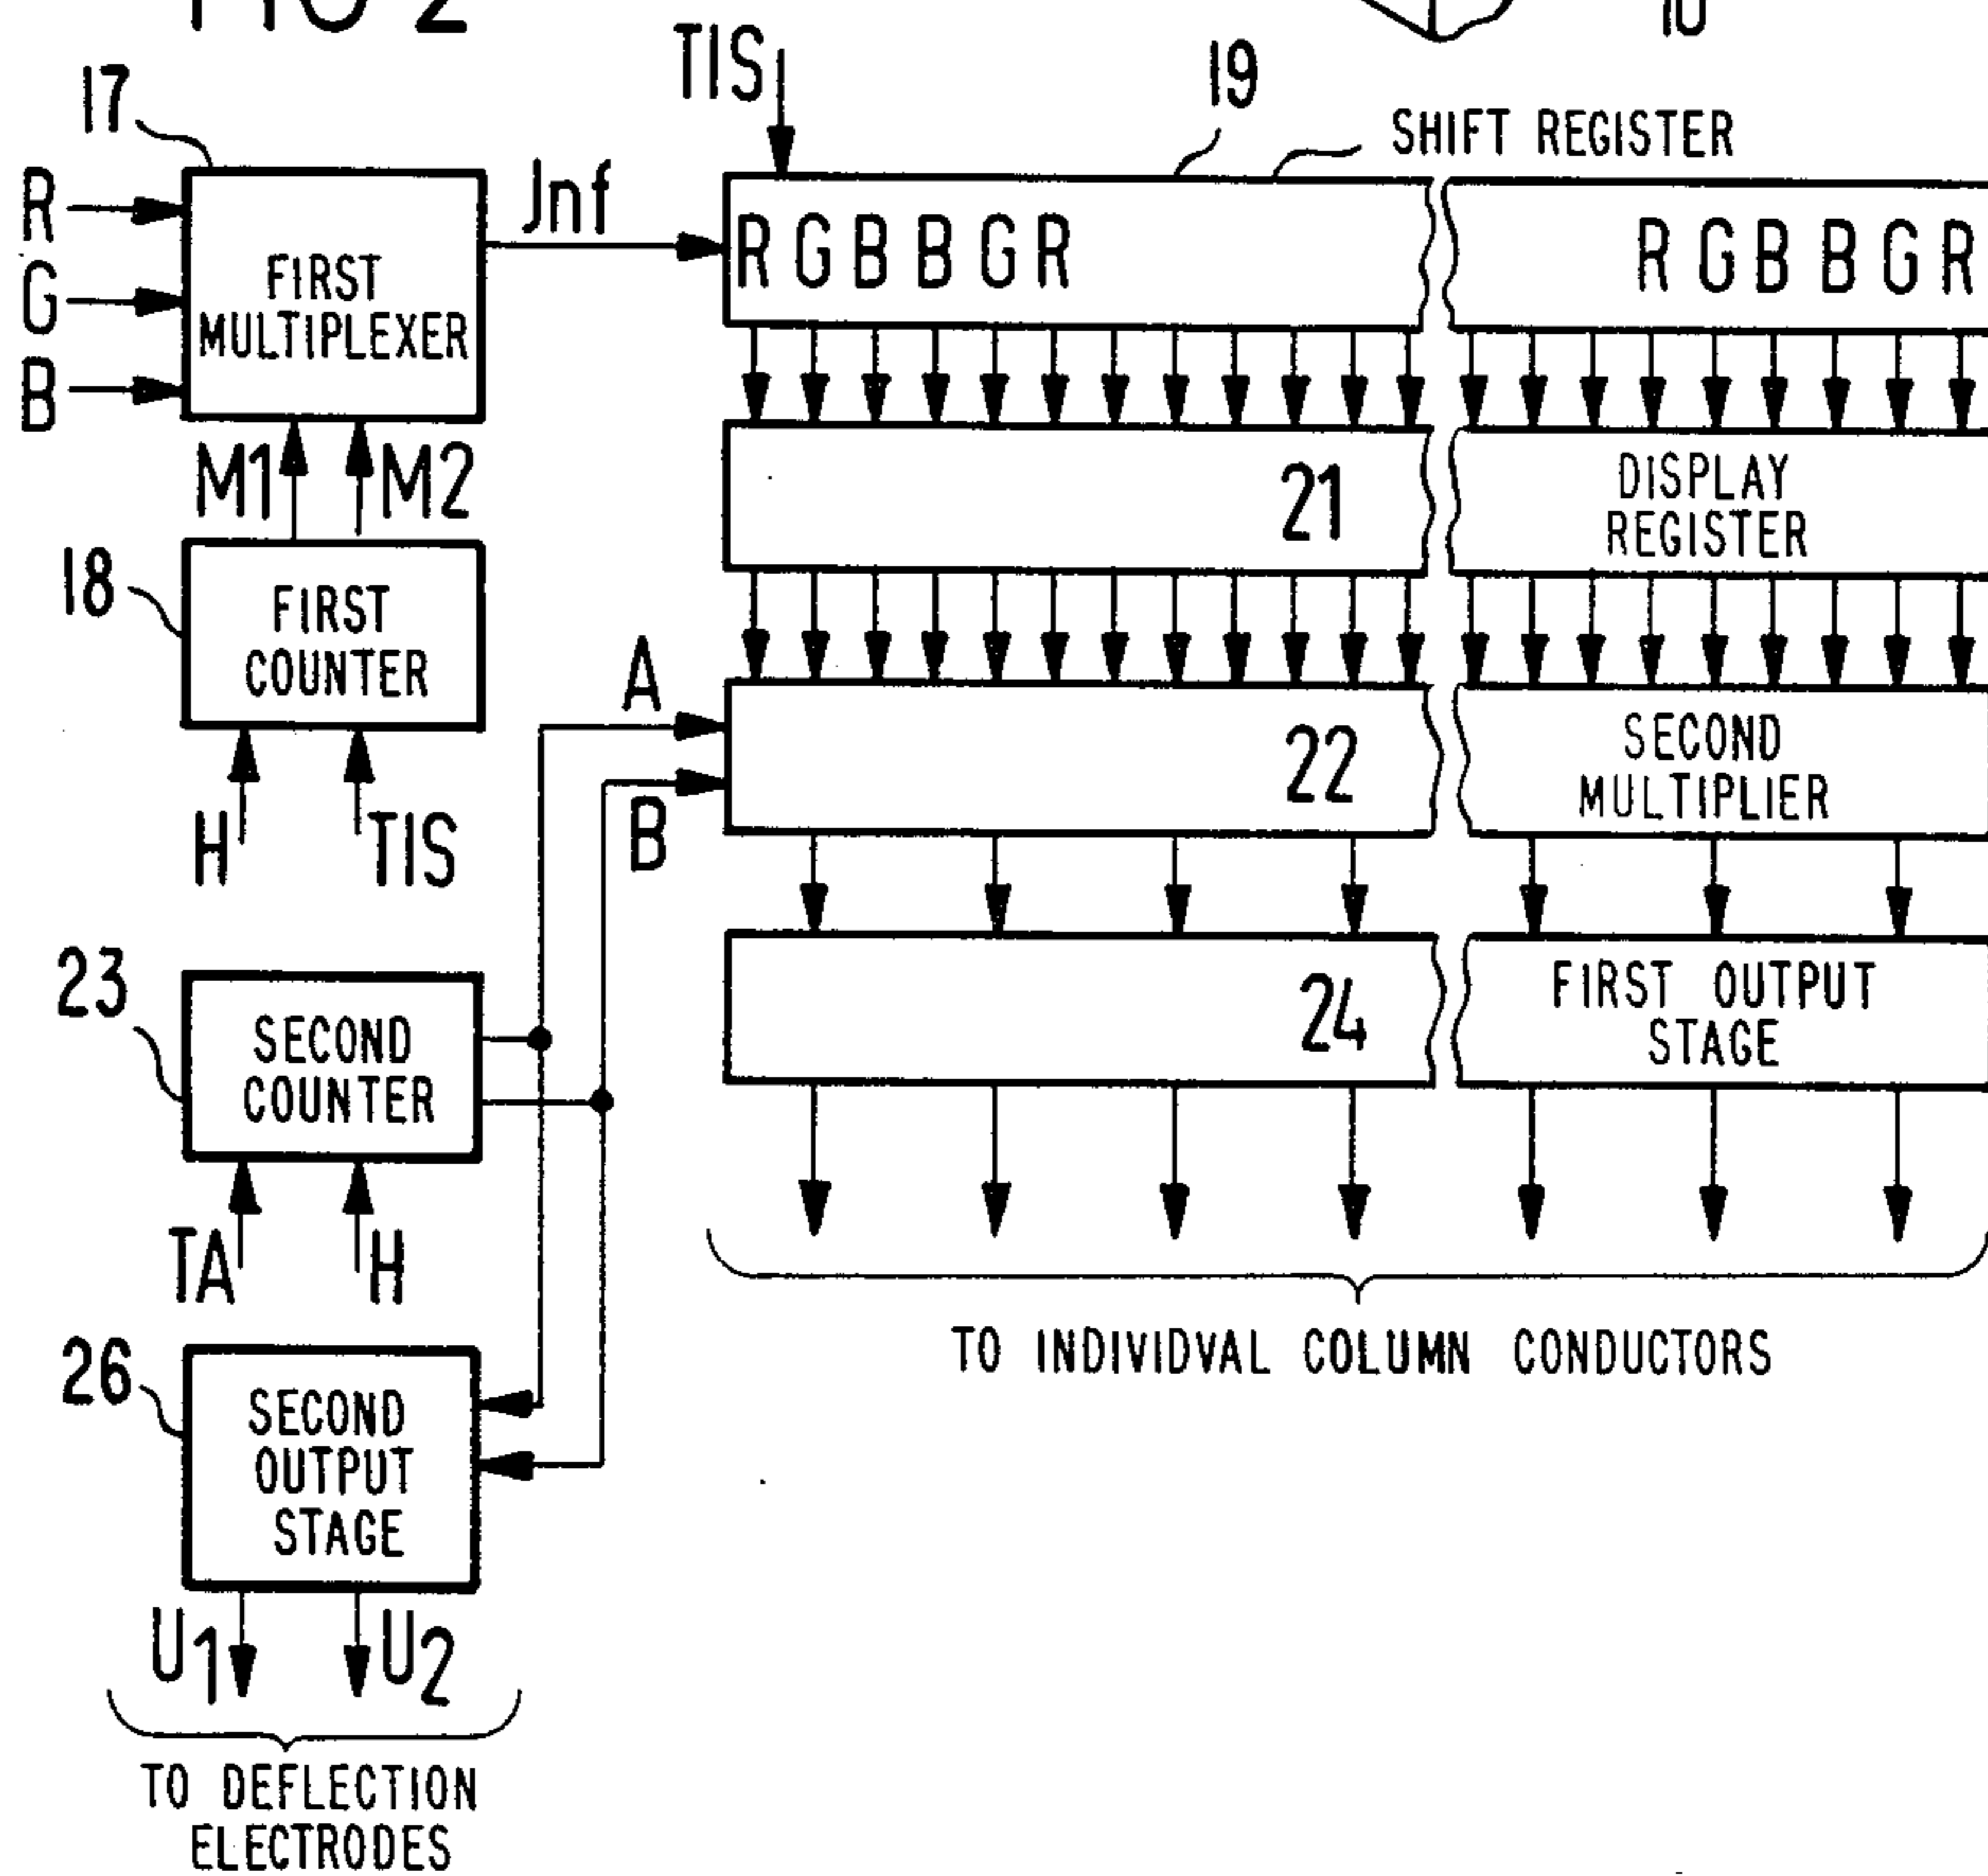 FIG 2
10
TIS
19
SHIFT REGISTER
17
R
G
B
FIRST
MULTIPLEXER
Jnf
R G B B G R
R G B B G R
M1
M2
18
FIRST
COUNTER
H
TIS
21
DISPLAY
REGISTER
A
B
22
SECOND
MULTIPLIER
23
SECOND
COUNTER
TA
H
24
FIRST OUTPUT
STAGE
TO INDIVIDVAL COLUMN CONDUCTORS
26
SECOND
OUTPUT
STAGE
U1
U2
TO DEFLECTION
ELECTRODES